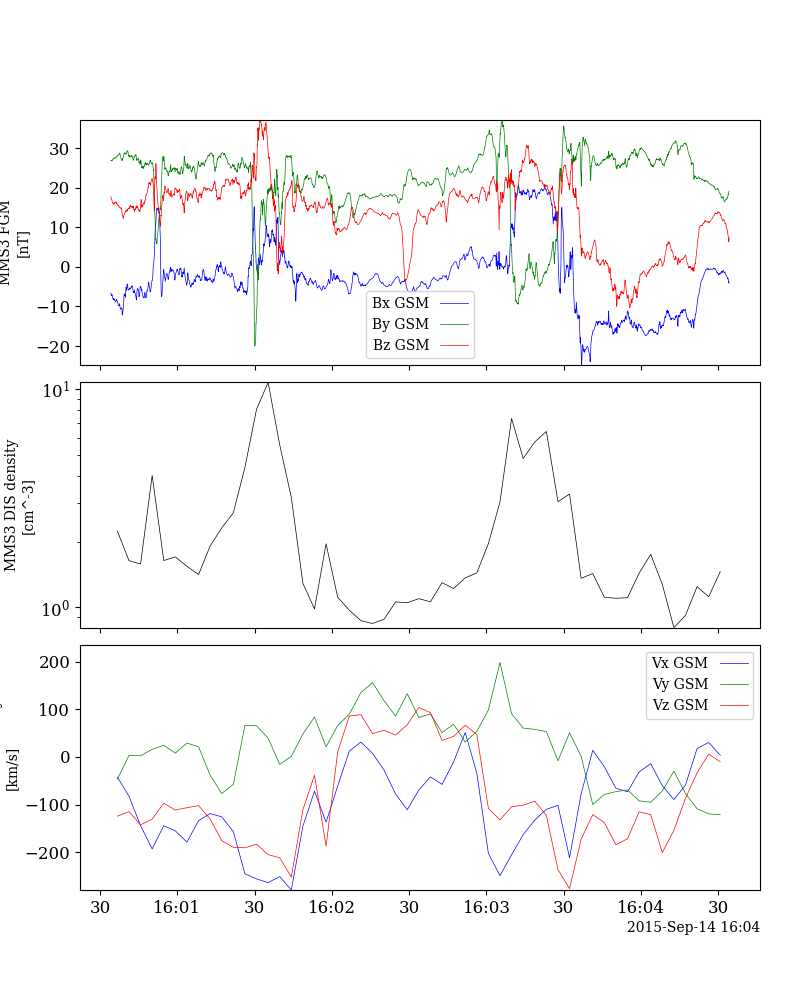 MMS3 FGM
[nT]
30
20
10
0
−10
−20
Bx GSM
By GSM
Bz GSM
MMS3 DIS density
[cm^-3]
10^1
10^0
[km/s]
200
100
0
−100
−200
Vx GSM
Vy GSM
Vz GSM
30 16:01 30 16:02 30 16:03 30 16:04 30
2015-Sep-14 16:04